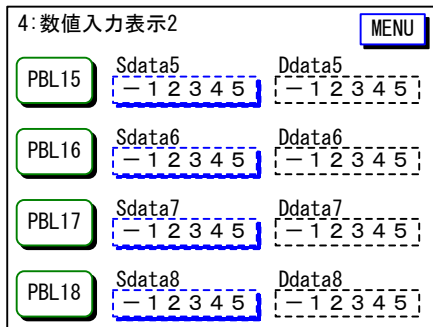 4:数値入力表示2 MENU
Sdata5 Ddata5
PBL15 －１２３４５ －１２３４５
Sdata6 Ddata6
PBL16 －１２３４５ －１２３４５
Sdata7 Ddata7
PBL17 －１２３４５ －１２３４５
Sdata8 Ddata8
PBL18 －１２３４５ －１２３４５